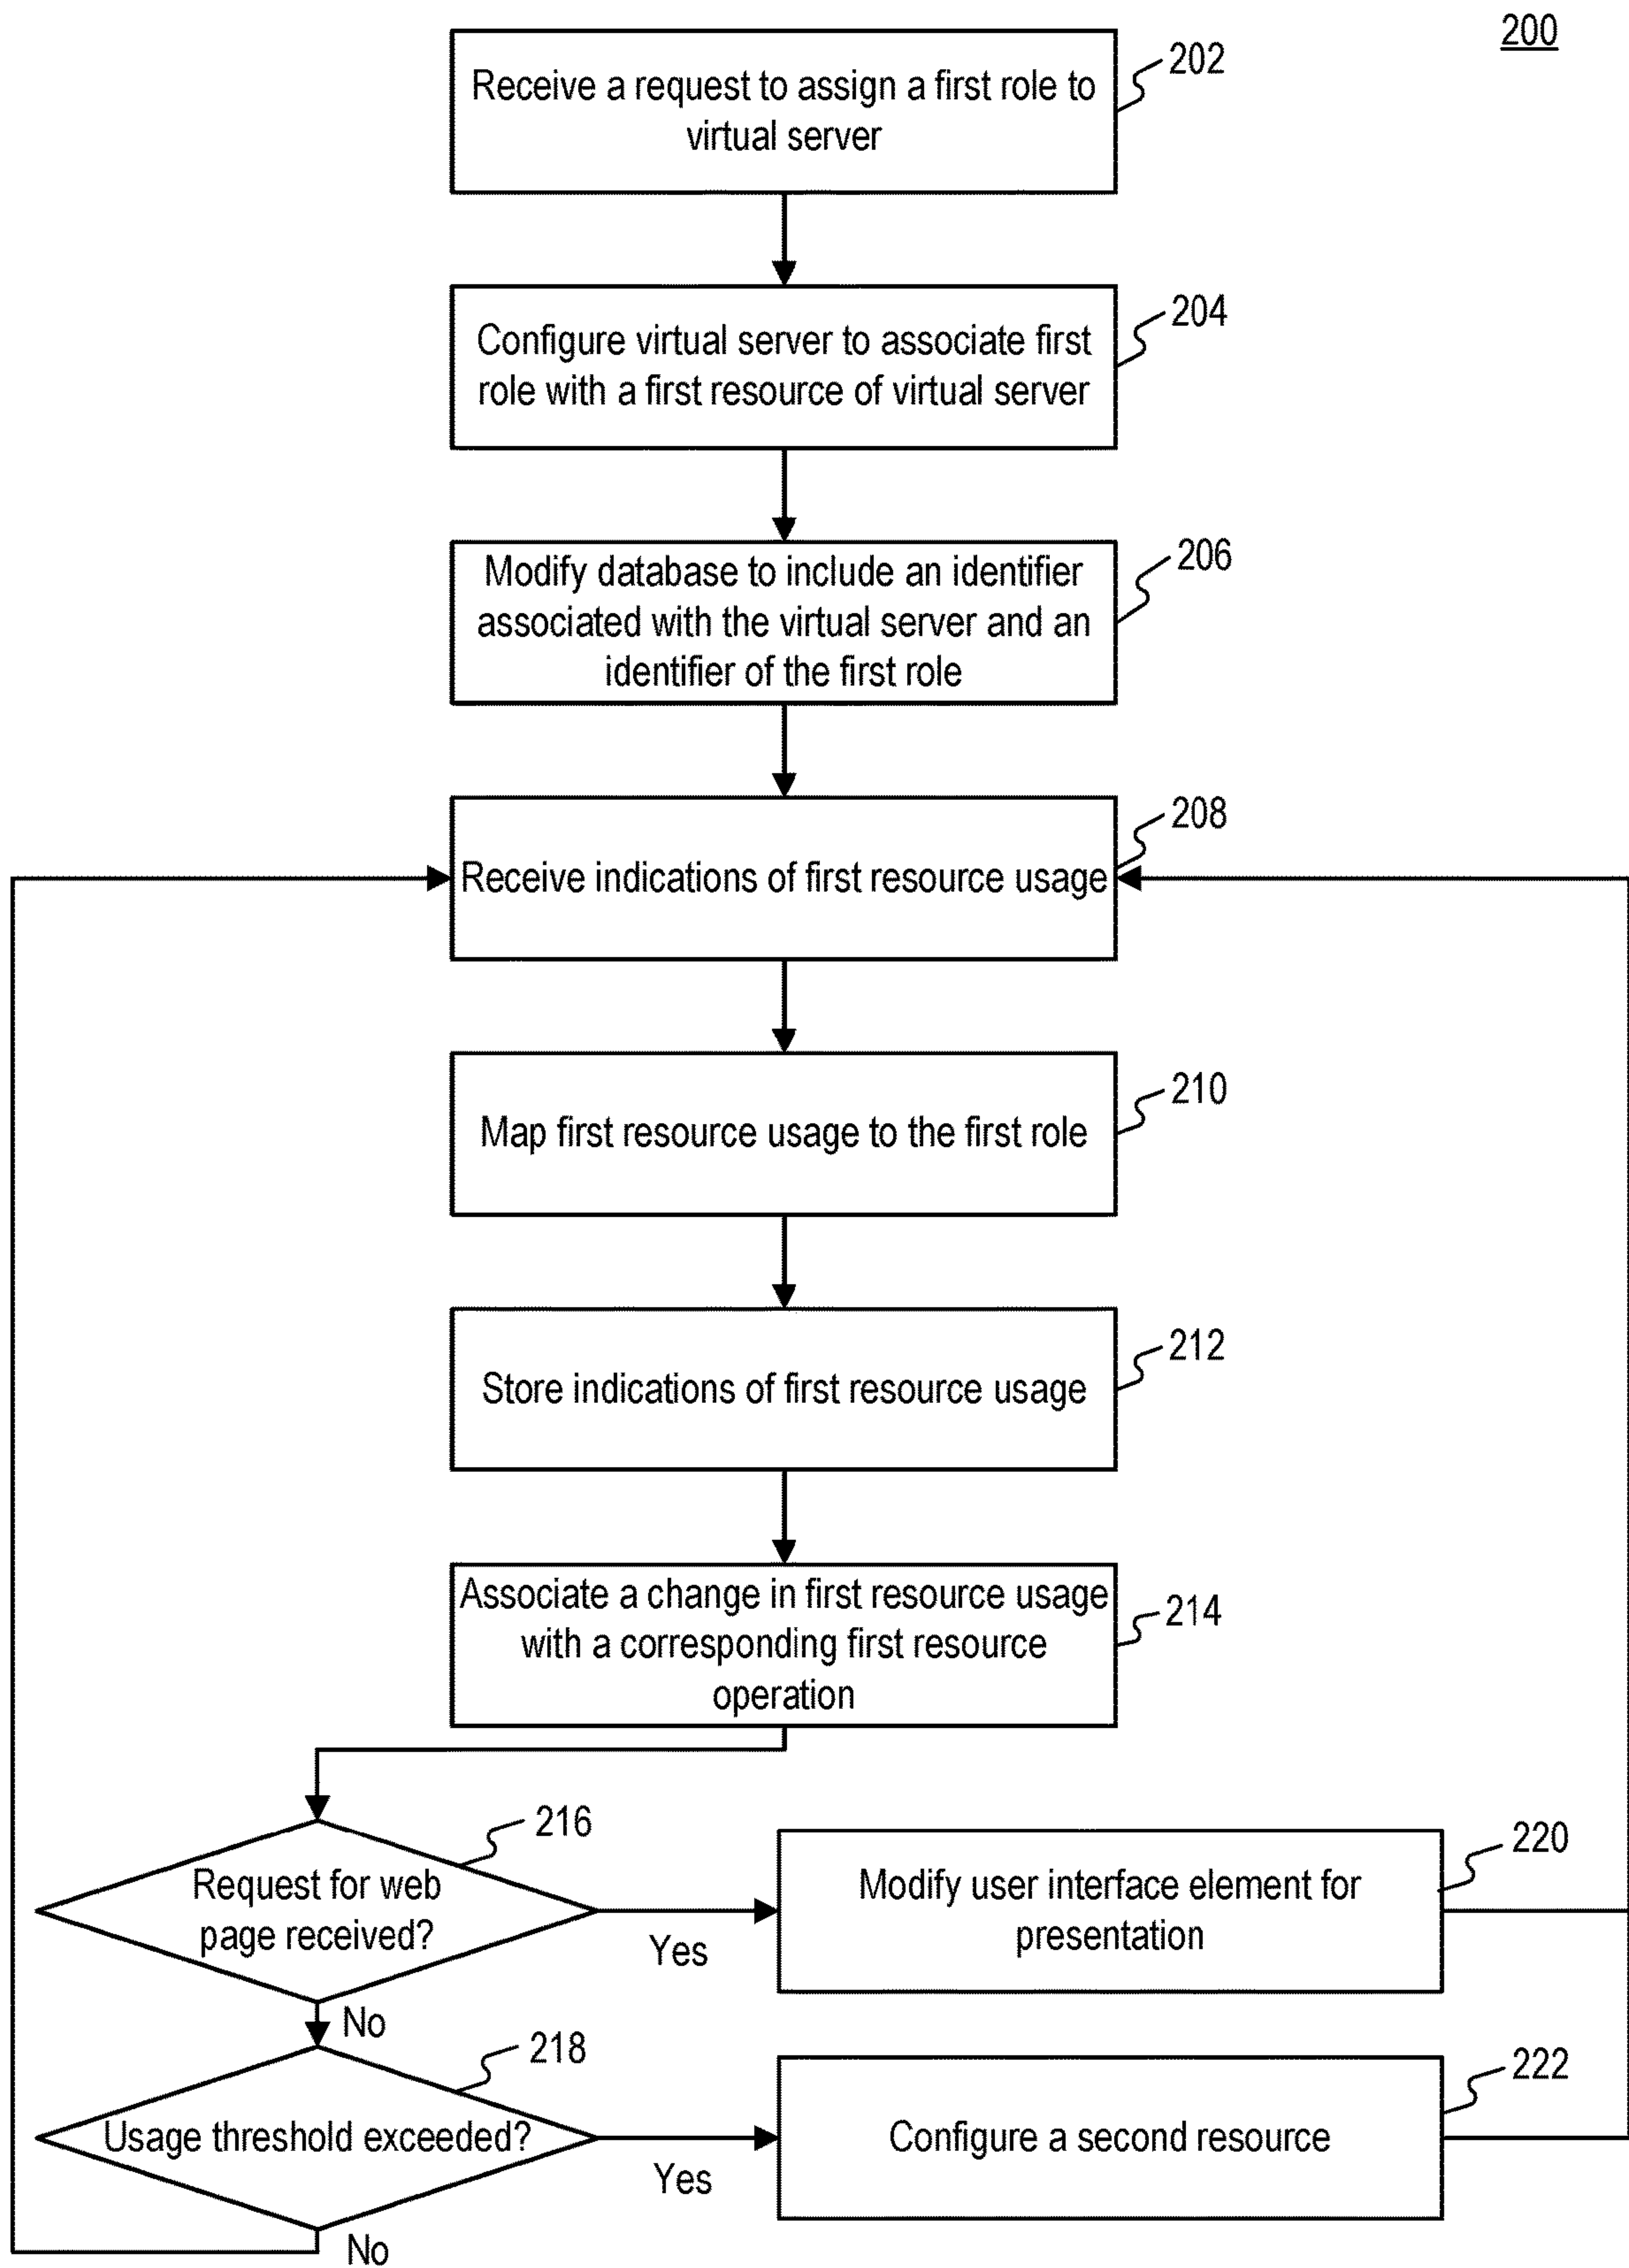 200
Receive a request to assign a first role to
virtual server
202
Configure virtual server to associate first
role with a first resource of virtual server
204
Modify database to include an identifier
associated with the virtual server and an
identifier of the first role
206
Receive indications of first resource usage
208
Map first resource usage to the first role
210
Store indications of first resource usage
212
Associate a change in first resource usage
with a corresponding first resource
operation
214
Request for web
page received?
216
Yes
Modify user interface element for
presentation
220
No
Usage threshold exceeded?
218
Yes
Configure a second resource
222
No